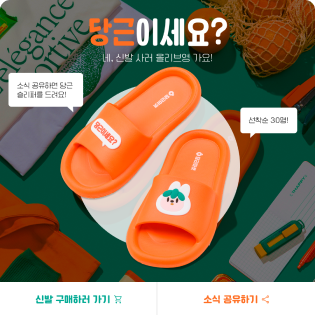 당근이세요?
네, 신발 사러 올리브영 가요!
소식 공유하면 당근
슬리퍼를 드려요!
선착순 30명!
당근이세요?
élégance
sportive
신발 구매하러 가기
소식 공유하기